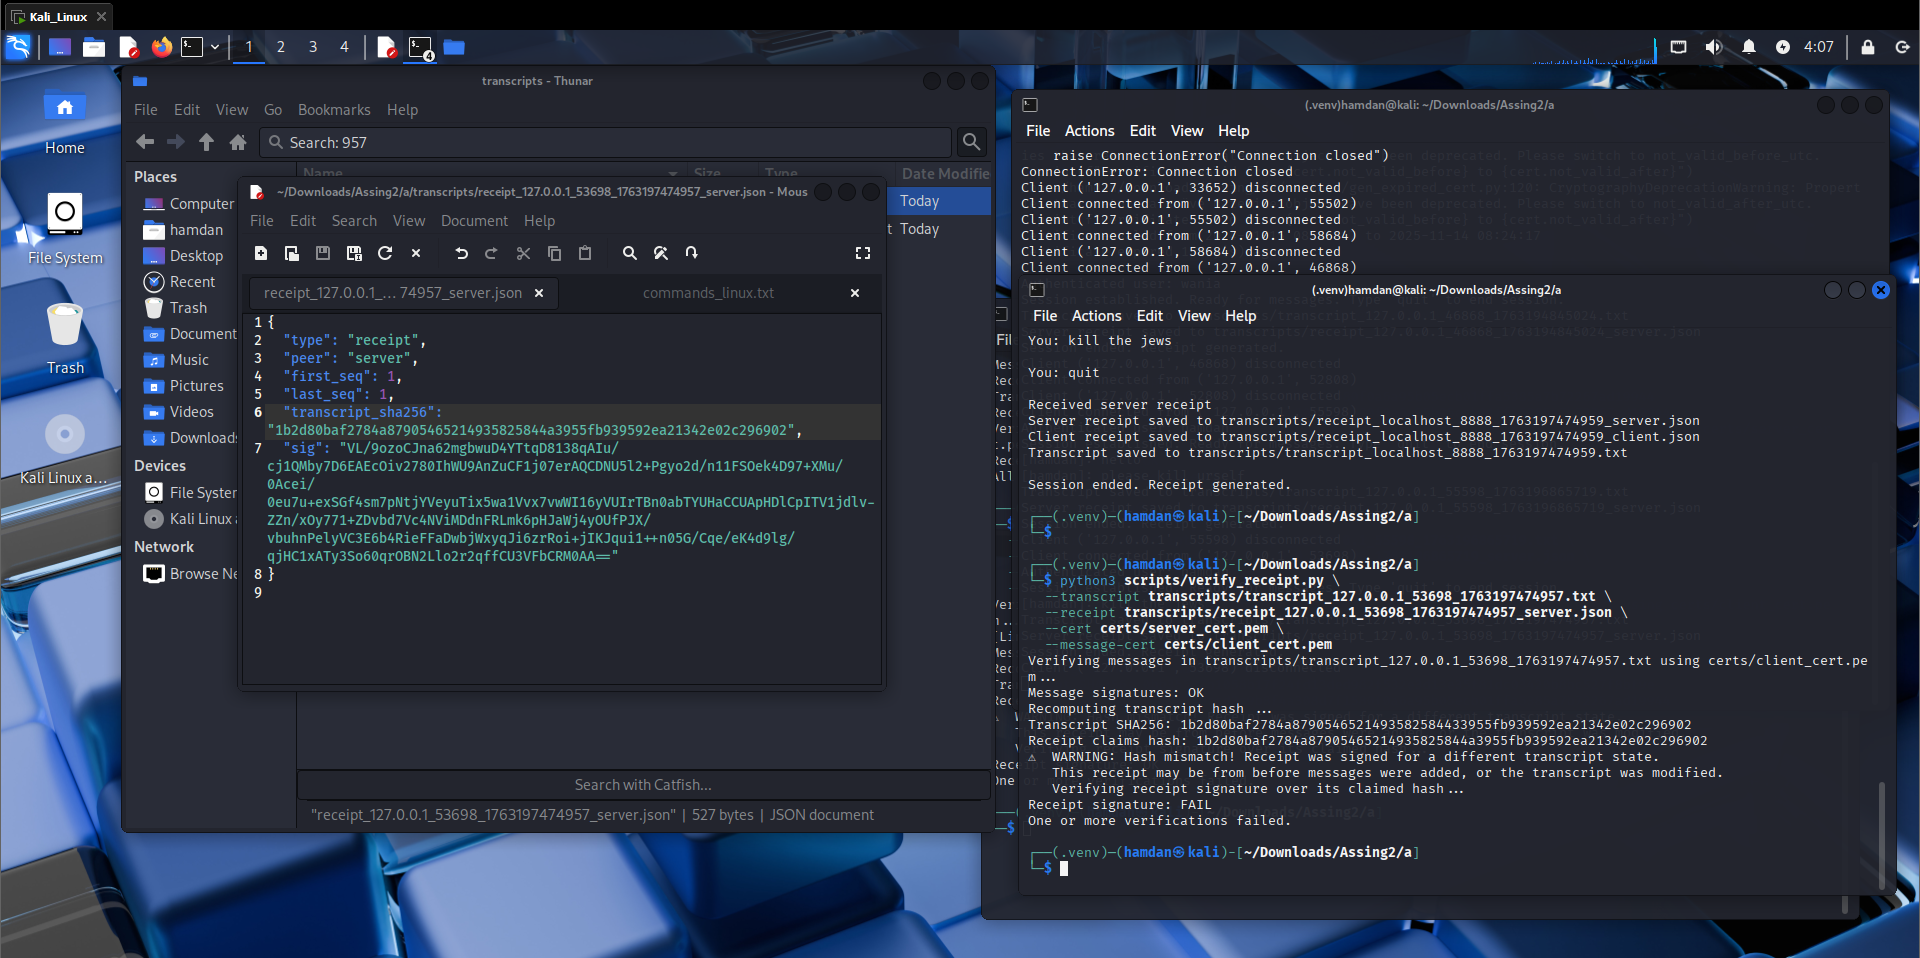 Kali_Linux
1 2 3 4
4
4:07
Home
File System
Trash
Kali Linux a...
transcripts - Thunar
File Edit View Go Bookmarks Help
Search: 957
Places
Computer
hamdan
Desktop
Recent
Trash
Document
Music
Pictures
Videos
Download
Devices
File Syster
Kali Linux a
Network
Browse Ne
Name Size Type Date Modifie
Today
t Today
Search with Catfish...
"receipt_127.0.0.1_53698_1763197474957_server.json" | 527 bytes | JSON document
~/Downloads/Assing2/a/transcripts/receipt_127.0.0.1_53698_1763197474957_server.json - Mous
File Edit Search View Document Help
receipt_127.0.0.1_... 74957_server.json
commands_linux.txt
1 {
2 "type": "receipt",
3 "peer": "server",
4 "first_seq": 1,
5 "last_seq": 1,
6 "transcript_sha256":
"1b2d80baf2784a87905465214935825844a3955fb939592ea21342e02c296902",
7 "sig": "VL/9ozoCJna62mgbwuD4YTtqD8138qAIu/
cj1QMby7D6EAEcOiv2780IhWU9AnZuCF1j07erAQCDNU5l2+Pgyo2d/n11FSOek4D97+XMu/
0Acei/
0eu7u+exSGf4sm7pNtjYVeyuTix5wa1Vvx7vwWI16yVUIrTBn0abTYUHaCCUApHDlCpITV1jdlv-
ZZn/xOy771+ZDvbd7Vc4NViMDdnFRLmk6pHJaWj4yOUfPJX/
vbuhnPelyVC3E6b4RieFFaDwbjWxyqJi6zrRoi+jIKJqui1++n05G/Cqe/eK4d9lg/
qjHC1xATy3So60qrOBN2Llo2r2qffCU3VFbCRM0AA=="
8 }
9
(.venv)hamdan@kali: ~/Downloads/Assing2/a
File Actions Edit View Help
raise ConnectionError("Connection closed")
ConnectionError: Connection closed
Client ('127.0.0.1', 33652) disconnected
Client connected from ('127.0.0.1', 55502)
Client ('127.0.0.1', 55502) disconnected
Client connected from ('127.0.0.1', 58684)
Client ('127.0.0.1', 58684) disconnected
Client connected from ('127.0.0.1', 46868)
(.venv)hamdan@kali: ~/Downloads/Assing2/a
File Actions Edit View Help
You: kill the jews
You: quit
Received server receipt
Server receipt saved to transcripts/receipt_localhost_8888_1763197474959_server.json
Client receipt saved to transcripts/receipt_localhost_8888_1763197474959_client.json
Transcript saved to transcripts/transcript_localhost_8888_1763197474959.txt
Session ended. Receipt generated.
(.venv)-(hamdan㉿kali)-[~/Downloads/Assing2/a]
$
(.venv)-(hamdan㉿kali)-[~/Downloads/Assing2/a]
$ python3 scripts/verify_receipt.py \
--transcript transcripts/transcript_127.0.0.1_53698_1763197474957.txt \
--receipt transcripts/receipt_127.0.0.1_53698_1763197474957_server.json \
--cert certs/server_cert.pem \
--message-cert certs/client_cert.pem
Verifying messages in transcripts/transcript_127.0.0.1_53698_1763197474957.txt using certs/client_cert.pe
m...
Message signatures: OK
Recomputing transcript hash ...
Transcript SHA256: 1b2d80baf2784a8790546521493582584433955fb939592ea21342e02c296902
Receipt claims hash: 1b2d80baf2784a87905465214935825844a3955fb939592ea21342e02c296902
⚠ WARNING: Hash mismatch! Receipt was signed for a different transcript state.
This receipt may be from before messages were added, or the transcript was modified.
Verifying receipt signature over its claimed hash...
Receipt signature: FAIL
One or more verifications failed.
(.venv)-(hamdan㉿kali)-[~/Downloads/Assing2/a]
$